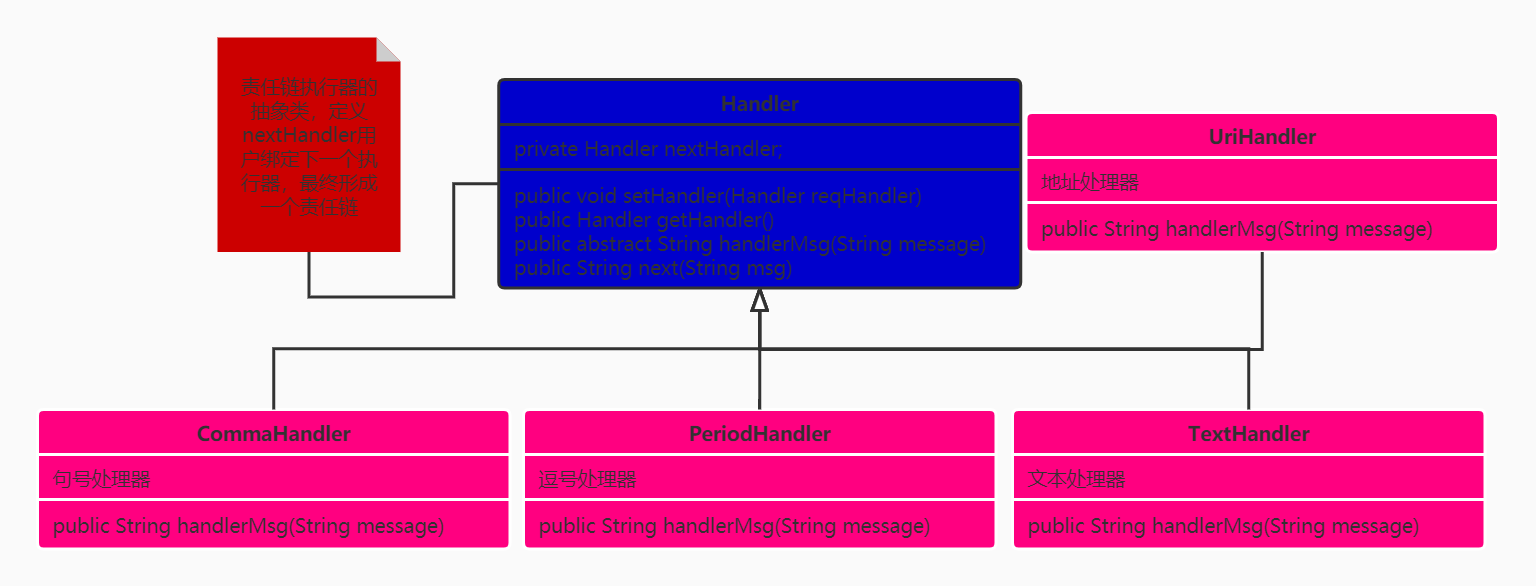 责任链执行器的
抽象类，定义
nextHandler用
户绑定下一个执
行器，最终形成
一个责任链
Handler
private Handler nextHandler;
public void setHandler(Handler reqHandler)
public Handler getHandler()
public abstract String handlerMsg(String message)
public String next(String msg)
UriHandler
地址处理器
public String handlerMsg(String message)
CommaHandler
句号处理器
public String handlerMsg(String message)
PeriodHandler
逗号处理器
public String handlerMsg(String message)
TextHandler
文本处理器
public String handlerMsg(String message)